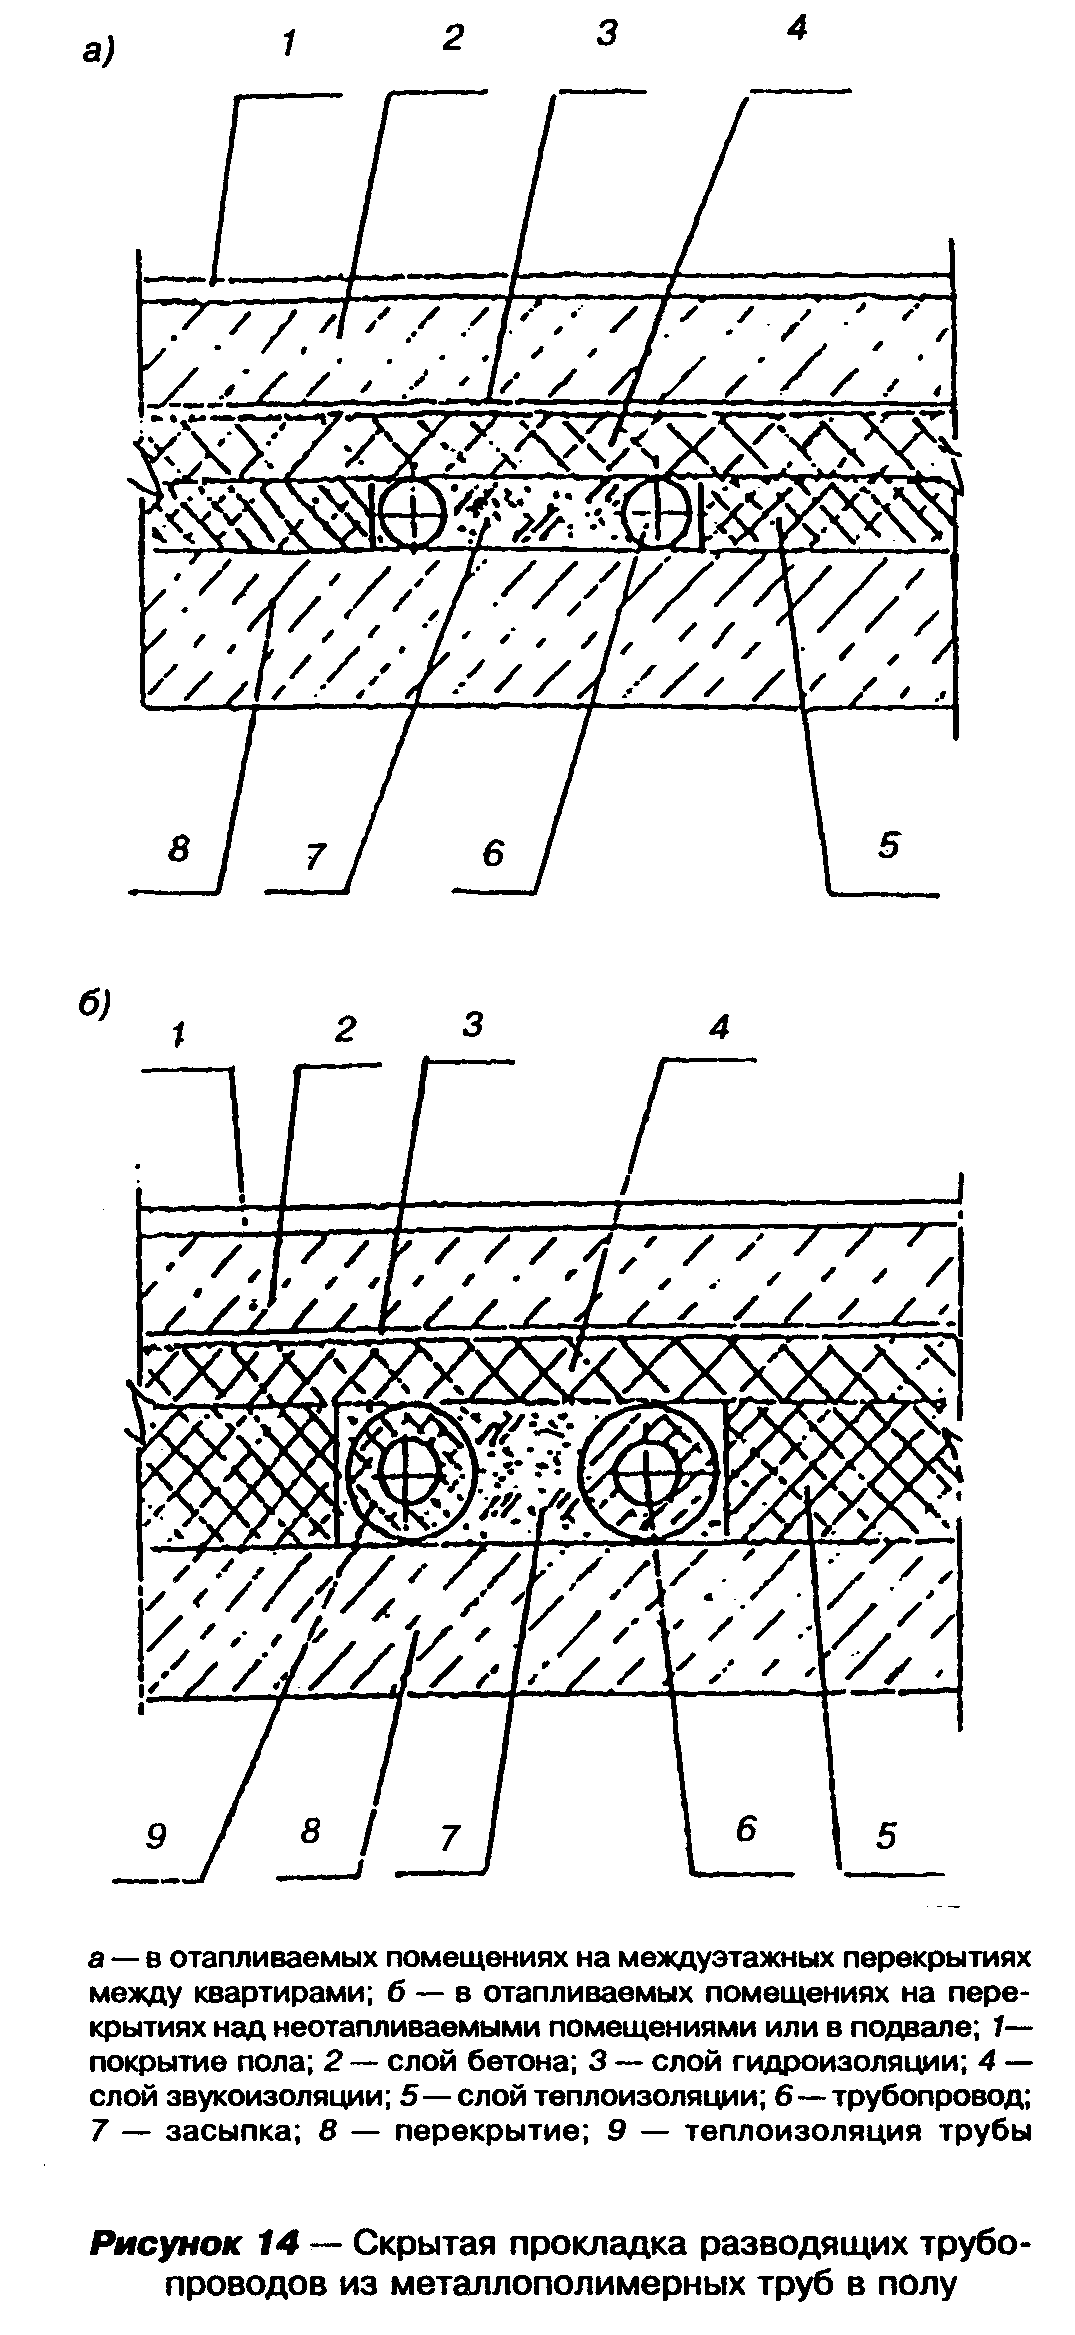 а)
1 2 3 4
8 7 6 5
б)
1 2 3 4
9 8 7 6 5
а — в отапливаемых помещениях на междуэтажных перекрытиях
между квартирами; б — в отапливаемых помещениях на пере-
крытиях над неотапливаемыми помещениями или в подвале; 1—
покрытие пола; 2 — слой бетона; 3 — слой гидроизоляции; 4 —
слой звукоизоляции; 5 — слой теплоизоляции; 6 — трубопровод;
7 — засыпка; 8 — перекрытие; 9 — теплоизоляция трубы
Рисунок 14 — Скрытая прокладка разводящих трубо-
проводов из металлополимерных труб в полу